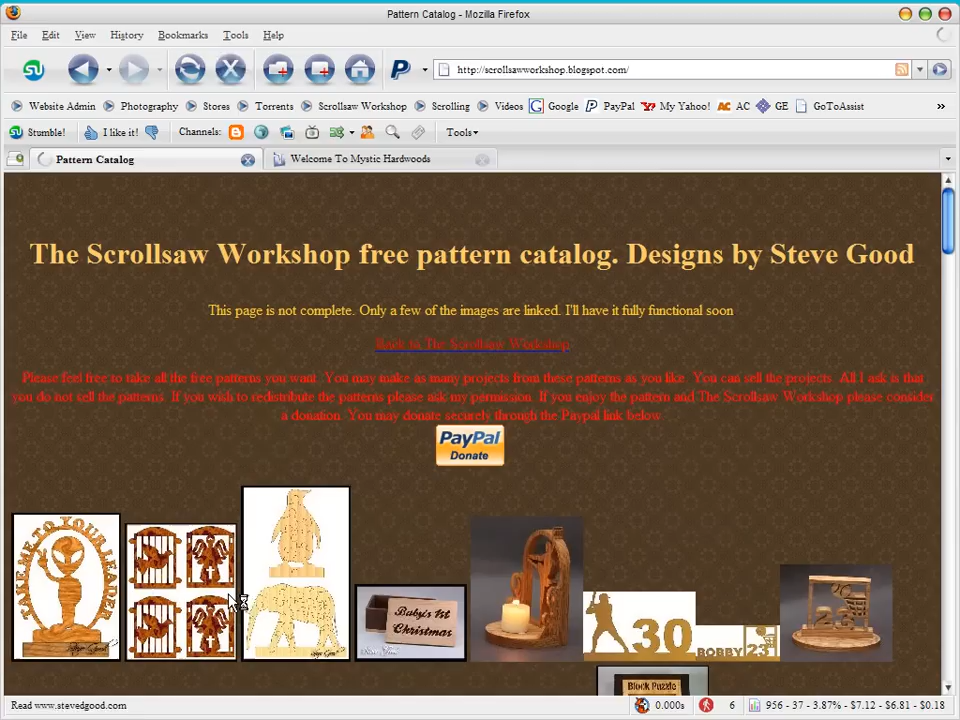 Pattern Catalog - Mozilla Firefox
File Edit View History Bookmarks Tools Help
http://scrollsawworkshop.blogspot.com/
Website Admin Photography Stores Torrents Scrollsaw Workshop Scrolling Videos Google PayPal My Yahoo! AC AC GE GoToAssist »
Stumble! I like it! Channels: Tools
Pattern Catalog Welcome To Mystic Hardwoods
The Scrollsaw Workshop free pattern catalog. Designs by Steve Good
This page is not complete. Only a few of the images are linked. I'll have it fully functional soon
Back to The Scrollsaw Workshop
Please feel free to take all the free patterns you want. You may make as many projects from these patterns as you like. You can sell the projects. All I ask is that
you do not sell the patterns. If you wish to redistribute the patterns please ask my permission. If you enjoy the pattern and The Scrollsaw Workshop please consider
a donation. You may donate securely through the Paypal link below.
PayPal
Donate
TAKE ME TO YOUR LEADER
Baby's 1st
Christmas
30
BOBBY 23
Block Puzzle
Read www.stevedgood.com 0.000s 6 956 - 37 - 3.87% - $7.12 - $6.81 - $0.18